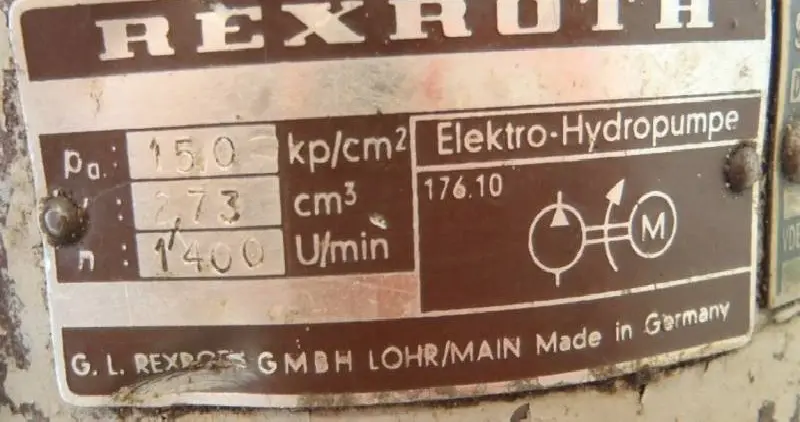 REXROTH
pa: 150 kp/cm²
: 2,73 cm³
n : 1400 U/min
Elektro-Hydropumpe
176.10
M
G. L. REXROTH GMBH LOHR/MAIN Made in Germany